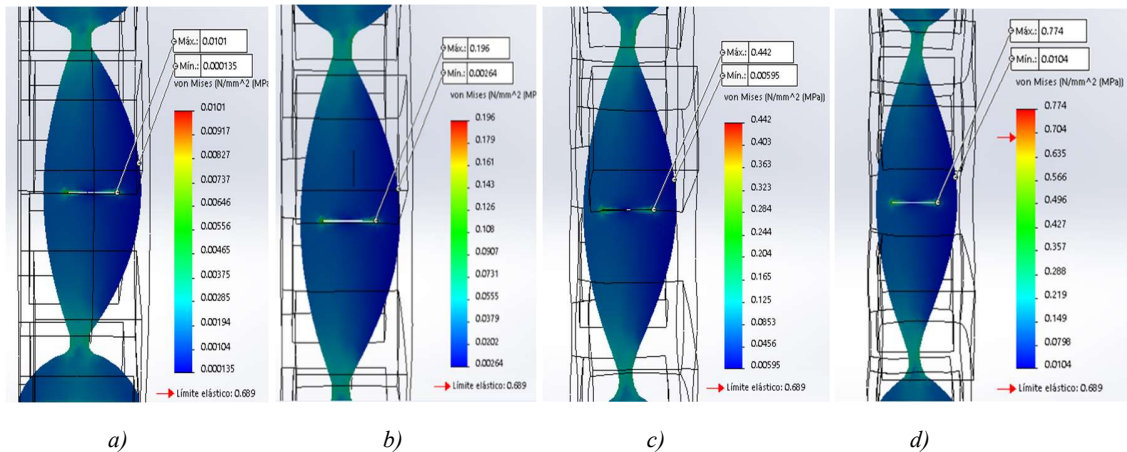 Máx.: 0.0101
Mín.: 0.000135
von Mises (N/mm^2 (MPa
0.0101
0.00917
0.00827
0.00737
0.00646
0.00556
0.00465
0.00375
0.00285
0.00194
0.00104
0.000135
Límite elástico: 0.689
a)
Máx.: 0.196
Mín.: 0.00264
von Mises (N/mm^2 (MP
0.196
0.179
0.161
0.143
0.126
0.108
0.0907
0.0731
0.0555
0.0379
0.0202
0.00264
Límite elástico: 0.689
b)
Máx.: 0.442
Mín.: 0.00595
von Mises (N/mm^2 (MPa))
0.442
0.403
0.363
0.323
0.284
0.244
0.204
0.165
0.125
0.0853
0.0456
0.00595
Límite elástico: 0.689
c)
Máx.: 0.774
Mín.: 0.0104
von Mises (N/mm^2 (MPa))
0.774
0.704
0.635
0.566
0.496
0.427
0.357
0.288
0.219
0.149
0.0798
0.0104
Límite elástico: 0.689
d)